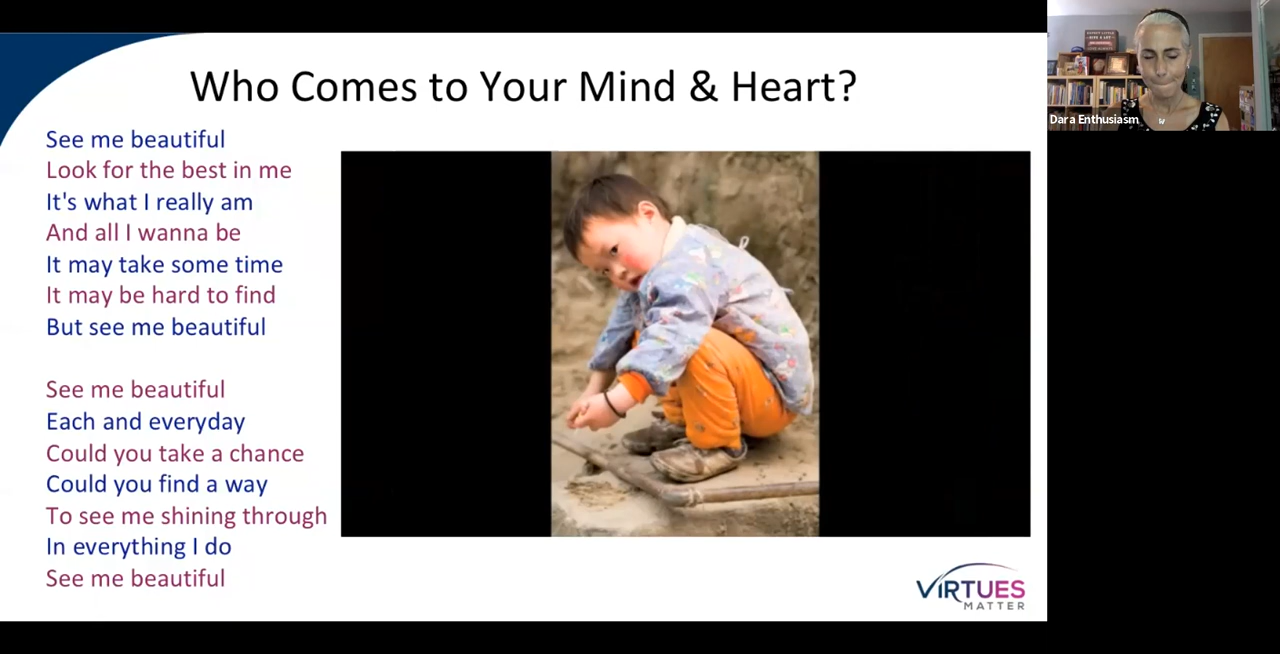 Who Comes to Your Mind & Heart?
See me beautiful
Look for the best in me
It's what I really am
And all I wanna be
It may take some time
It may be hard to find
But see me beautiful
See me beautiful
Each and everyday
Could you take a chance
Could you find a way
To see me shining through
In everything I do
See me beautiful
VIRTUES
MATTER
Dara Enthusiasm